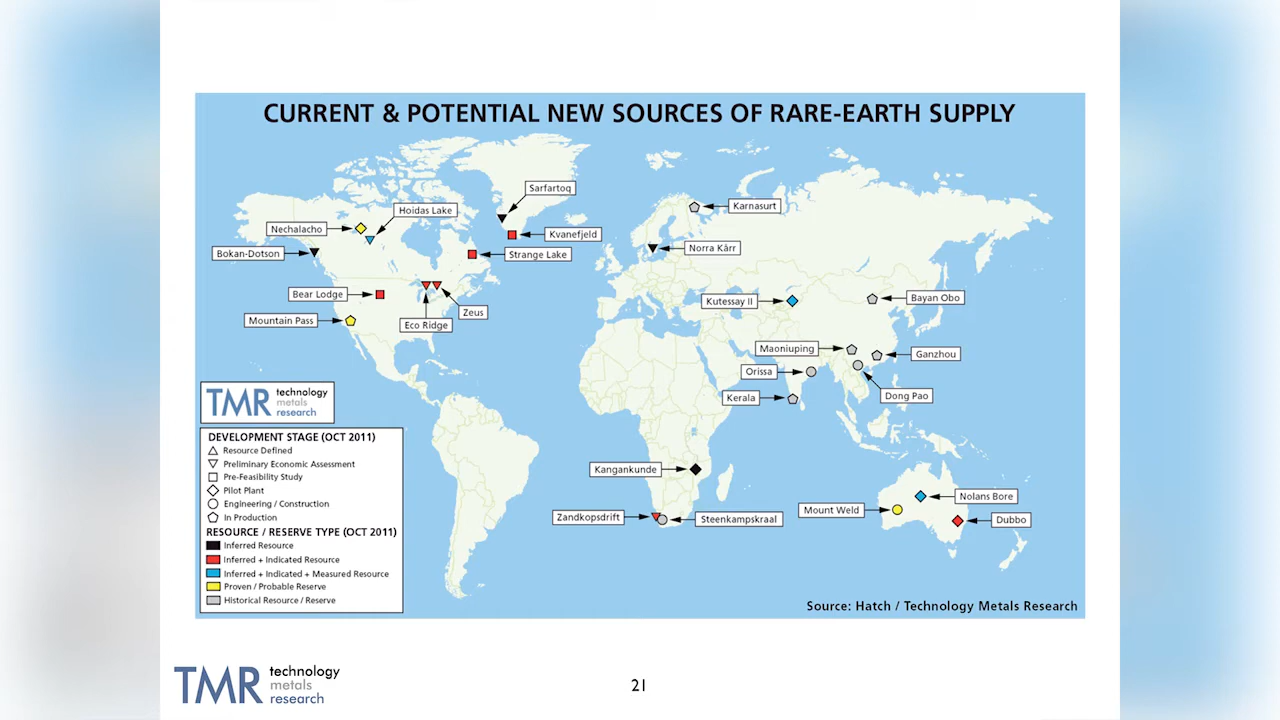 CURRENT & POTENTIAL NEW SOURCES OF RARE-EARTH SUPPLY
Sarfartoq
Karnasurt
Hoidas Lake
Nechalacho
Kvanefjeld
Norra Kärr
Bokan-Dotson
Strange Lake
Bear Lodge
Kutessay II
Bayan Obo
Zeus
Mountain Pass
Eco Ridge
Maoniuping
Ganzhou
Orissa
Kerala
Dong Pao
TMR technology
metals
research
DEVELOPMENT STAGE (OCT 2011)
Resource Defined
Preliminary Economic Assessment
Pre-Feasibility Study
Pilot Plant
Engineering / Construction
In Production
RESOURCE / RESERVE TYPE (OCT 2011)
Inferred Resource
Inferred + Indicated Resource
Inferred + Indicated + Measured Resource
Proven / Probable Reserve
Historical Resource / Reserve
Kangankunde
Nolans Bore
Mount Weld
Zandkopsdrift
Steenkampskraal
Dubbo
Source: Hatch / Technology Metals Research
TMR technology
metals
research
21